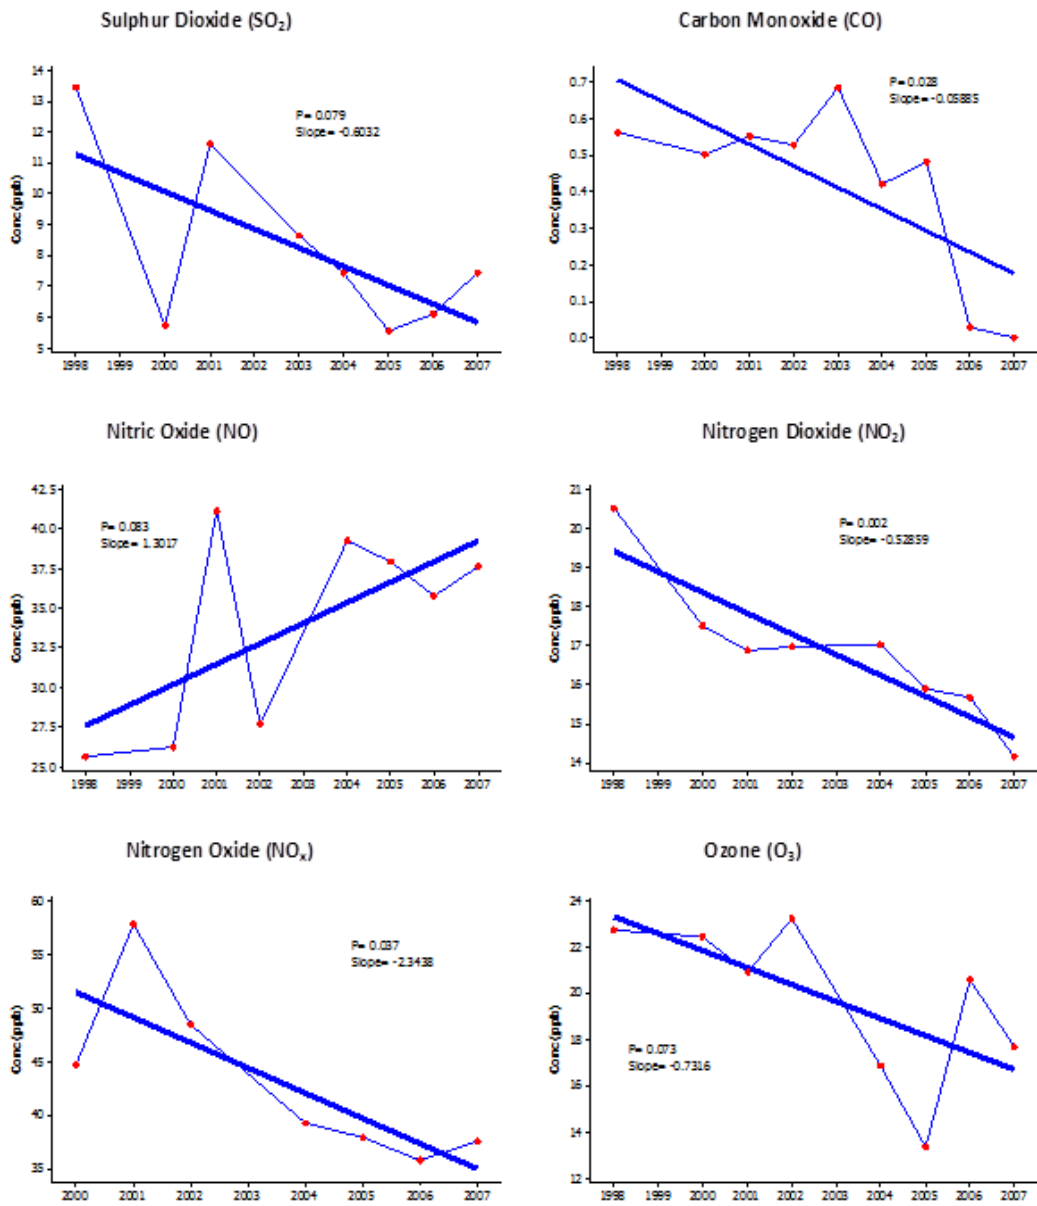 Sulphur Dioxide (SO₂)
14
13
12
11
10
9
8
7
6
5
Conc (ppb)
P= 0.079
Slope= -0.6032
1998 1999 2000 2001 2002 2003 2004 2005 2006 2007
Carbon Monoxide (CO)
0.7
0.6
0.5
0.4
0.3
0.2
0.1
0.0
Conc (ppm)
P= 0.028
Slope= -0.05885
1998 1999 2000 2001 2002 2003 2004 2005 2006 2007
Nitric Oxide (NO)
42.5
40.0
37.5
35.0
32.5
30.0
27.5
25.0
Conc (ppb)
P= 0.083
Slope= 1.3017
1998 1999 2000 2001 2002 2003 2004 2005 2006 2007
Nitrogen Dioxide (NO₂)
21
20
19
18
17
16
15
14
Conc (ppb)
P= 0.002
Slope= -0.52859
1998 1999 2000 2001 2002 2003 2004 2005 2006 2007
Nitrogen Oxide (NOₓ)
60
55
50
45
40
35
Conc (ppb)
P= 0.037
Slope= -2.3438
2000 2001 2002 2003 2004 2005 2006 2007
Ozone (O₃)
24
22
20
18
16
14
12
Conc (ppb)
P= 0.073
Slope= -0.7316
1998 1999 2000 2001 2002 2003 2004 2005 2006 2007